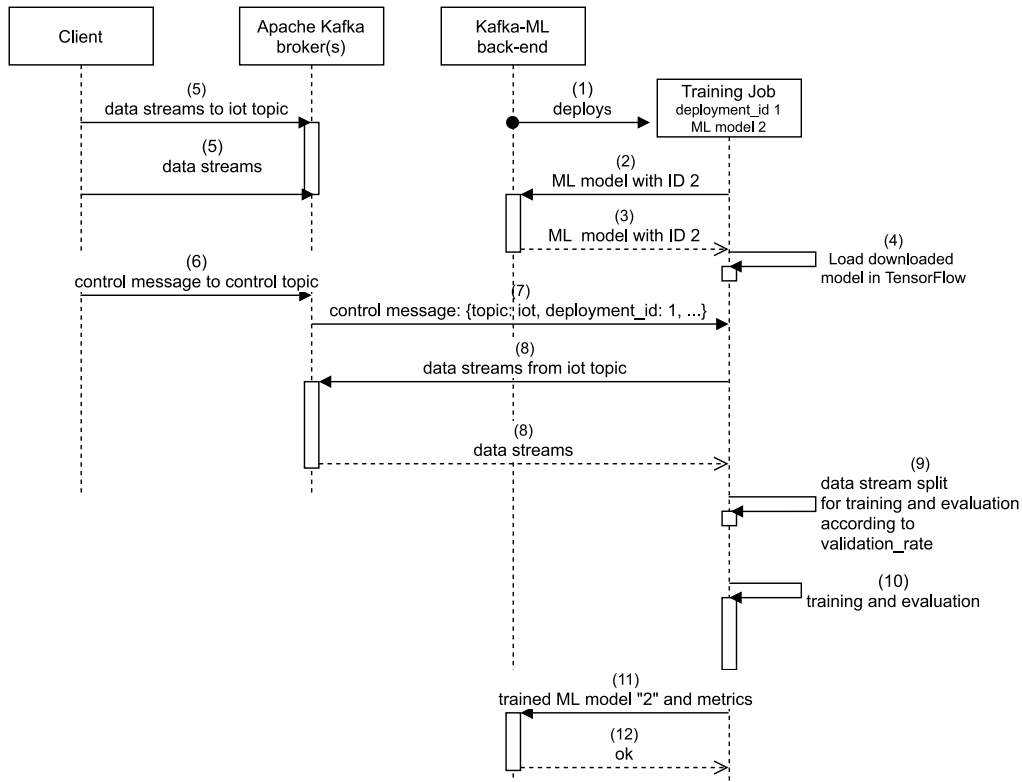 Client
Apache Kafka
broker(s)
Kafka-ML
back-end
(1)
deploys
Training Job
deployment_id 1
ML model 2
(5)
data streams to iot topic
(5)
data streams
(2)
ML model with ID 2
(3)
ML model with ID 2
(4)
Load downloaded
model in TensorFlow
(6)
control message to control topic
(7)
control message: {topic: iot, deployment_id: 1, ...}
(8)
data streams from iot topic
(8)
data streams
(9)
data stream split
for training and evaluation
according to
validation_rate
(10)
training and evaluation
(11)
trained ML model "2" and metrics
(12)
ok